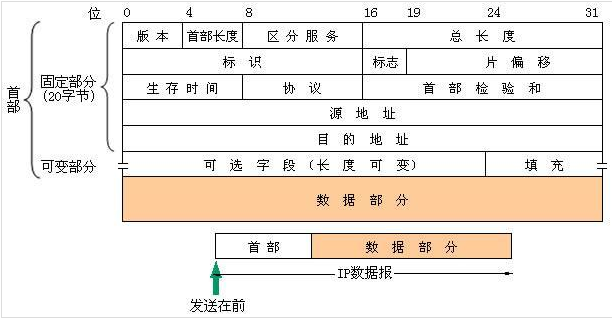 位 0 4 8 16 19 24 31
版 本 首部长度 区 分 服 务 总 长 度
标 识 标志 片 偏 移
生 存 时 间 协 议 首 部 检 验 和
源 地 址
目 的 地 址
可 选 字 段 (长 度 可 变) 填 充
数 据 部 分
首部
固定部分
(20字节)
可变部分
首 部 数 据 部 分
IP数据报
发送在前